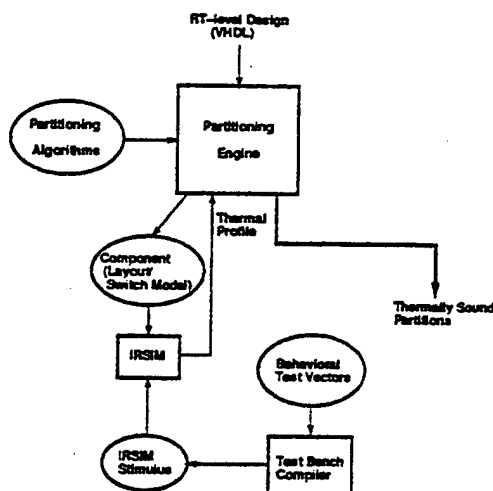 RT-level Design
(VHDL)
Partitioning
Algorithms
Partitioning
Engine
Thermal
Profile
Component
(Layout/
Switch Model)
Thermally Sound
Partitions
IRSIM
Behavioral
Test Vectors
IRSIM
Stimulus
Test Bench
Compiler